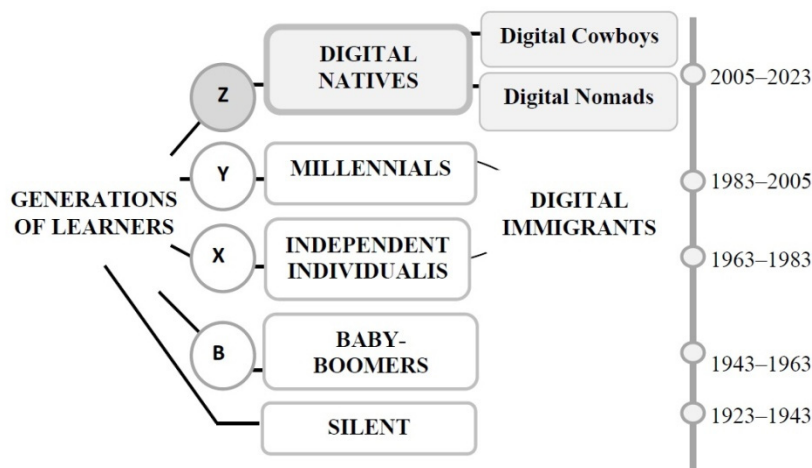 GENERATIONS
OF LEARNERS
Z
DIGITAL
NATIVES
Digital Cowboys
Digital Nomads
2005–2023
Y
MILLENNIALS
1983–2005
DIGITAL
IMMIGRANTS
X
INDEPENDENT
INDIVIDUALIS
1963–1983
B
BABY-
BOOMERS
1943–1963
SILENT
1923–1943